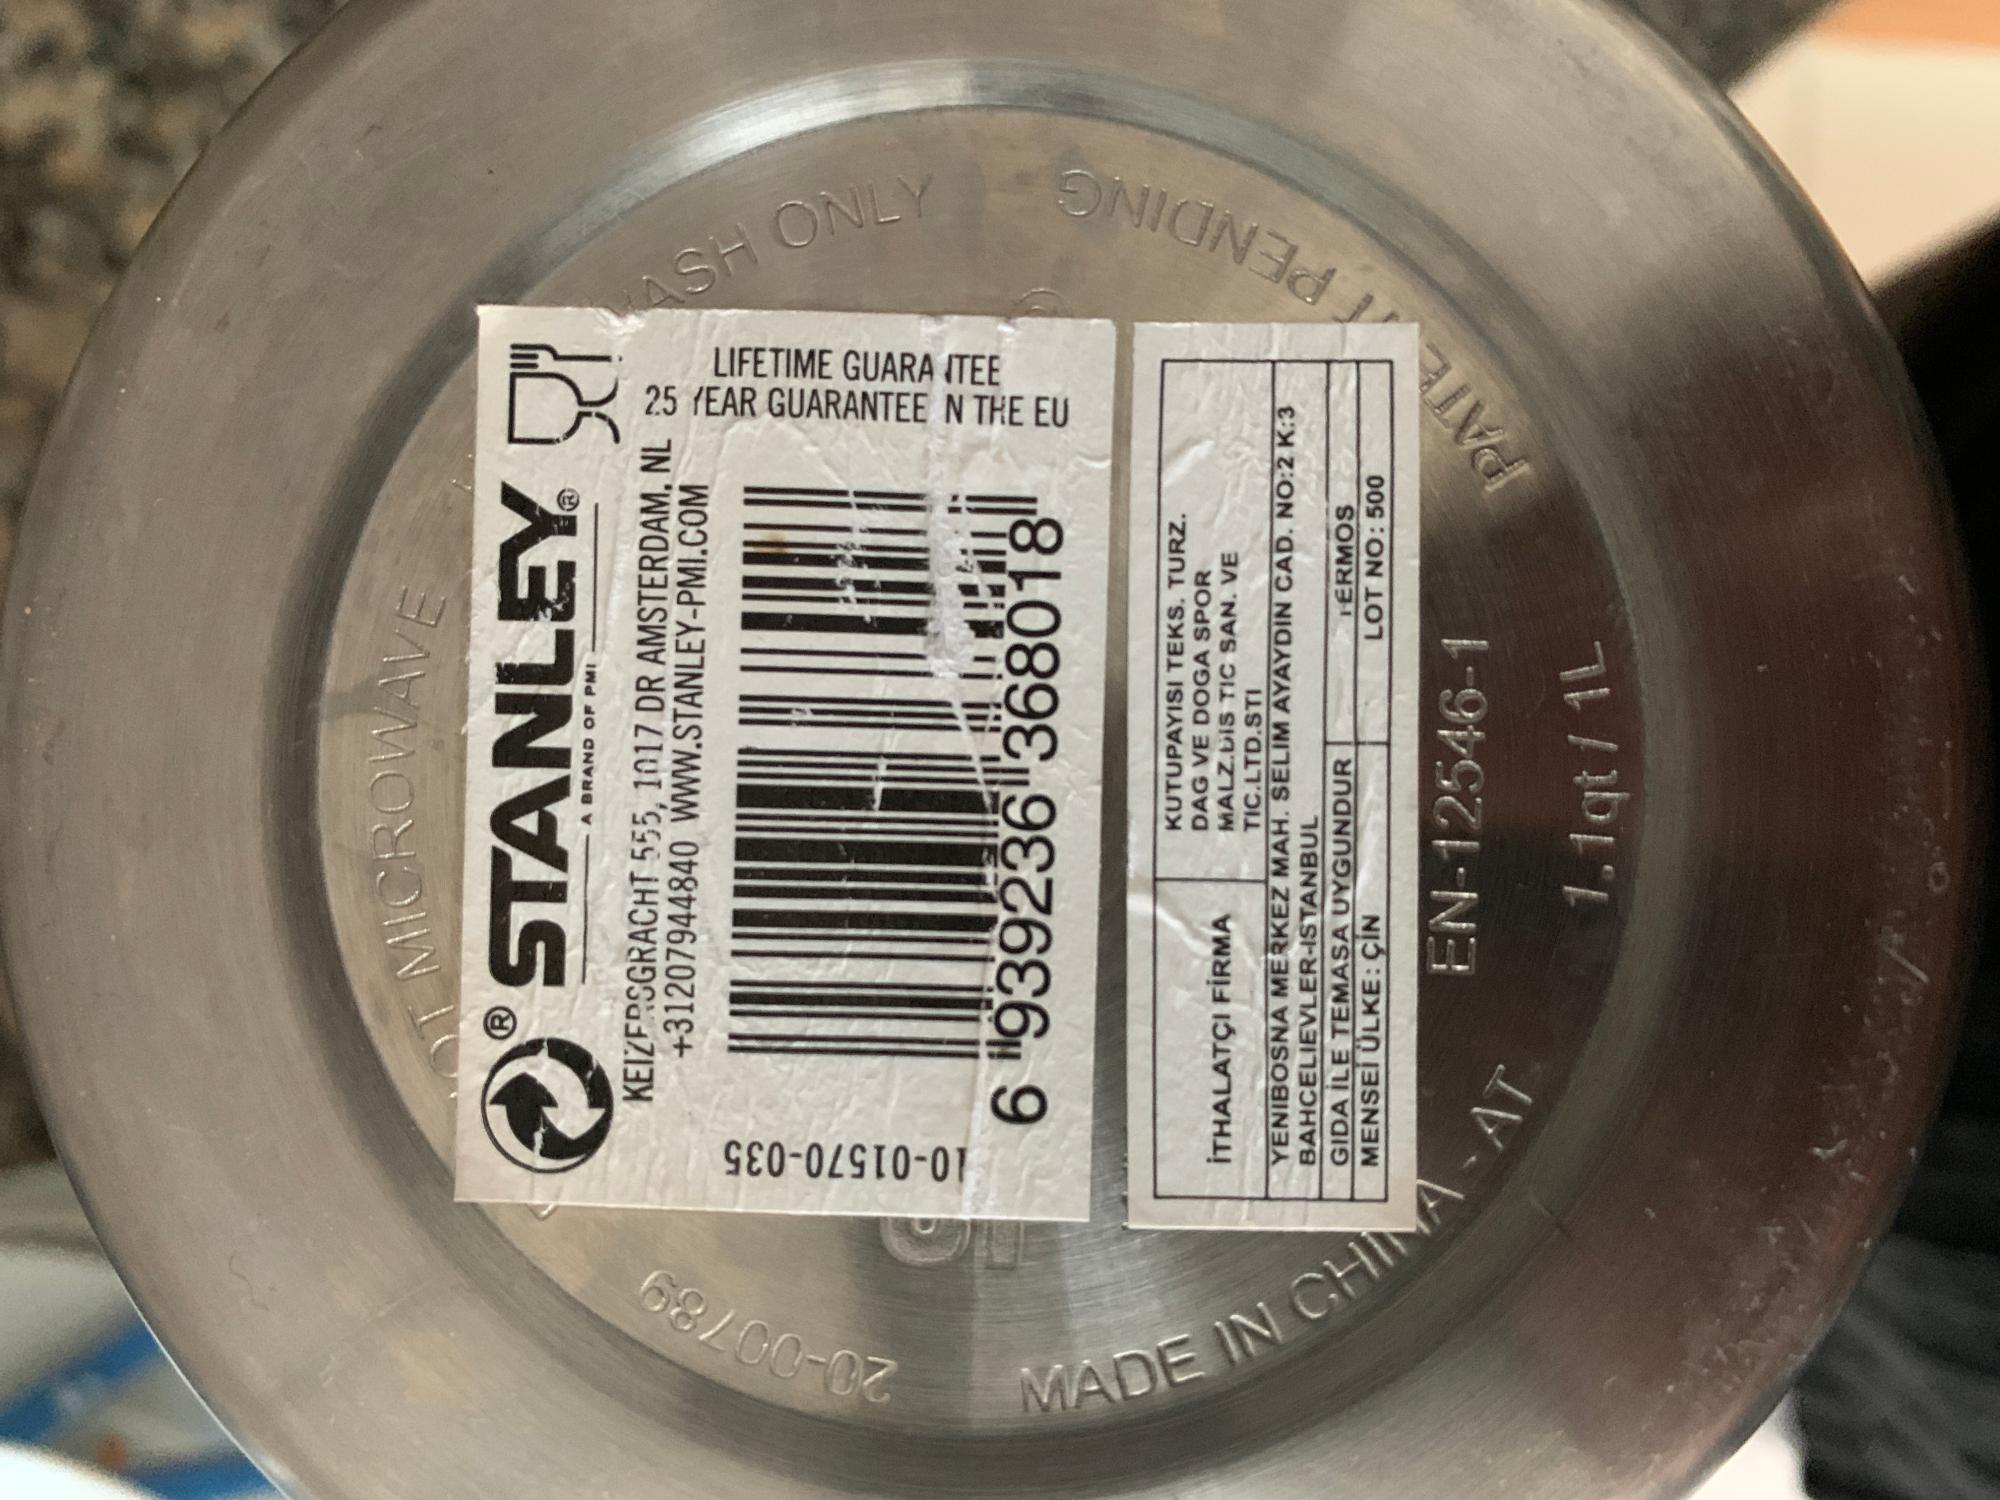 STANLEY®
A BRAND OF PMI
KEIZERSGRACHT 555, 1017 DR AMSTERDAM, NL
+31207944840 WWW.STANLEY-PMI.COM
LIFETIME GUARANTEE
25 YEAR GUARANTEE IN THE EU
6 939236 368018
10-01570-035
İTHALATÇI FİRMA
KUTUPAYISI TEKS. TURZ.
DAG VE DOGA SPOR
MALZ.DIS TIC SAN. VE
TIC.LTD.STI
YENIBOSNA MERKEZ MAH. SELIM AYAYDIN CAD. NO:2 K:3
BAHCELIEVLER-ISTANBUL
GIDA İLE TEMASA UYGUNDUR
TERMOS
MENSEİ ÜLKE: ÇİN
LOT NO: 500
EN-12546-1
1.1qt / 1L
MADE IN CHINA - AT
20-00789
MICROWAVE
WASH ONLY
PATENT PENDING